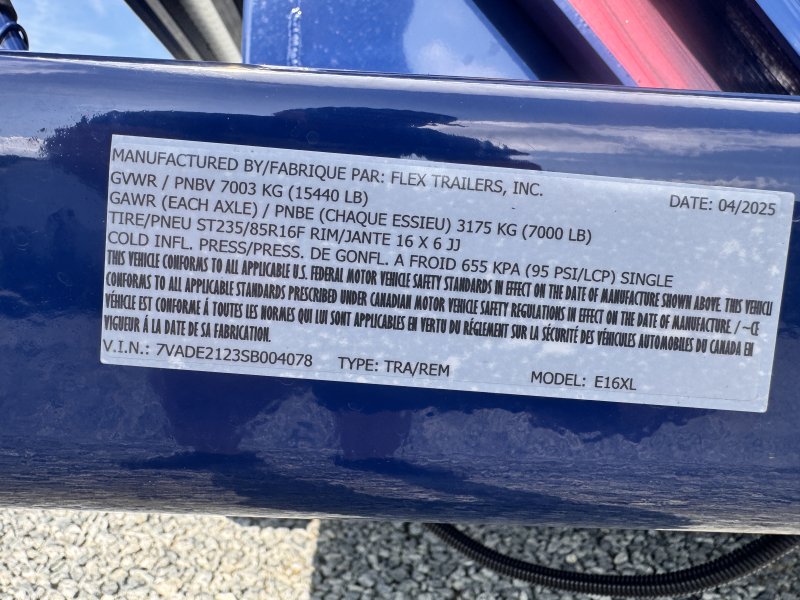 MANUFACTURED BY/FABRIQUE PAR: FLEX TRAILERS, INC. DATE: 04/2025
GVWR / PNBV 7003 KG (15440 LB)
GAWR (EACH AXLE) / PNBE (CHAQUE ESSIEU) 3175 KG (7000 LB)
TIRE/PNEU ST235/85R16F RIM/JANTE 16 X 6 JJ
COLD INFL. PRESS/PRESS. DE GONFL. A FROID 655 KPA (95 PSI/LCP) SINGLE
THIS VEHICLE CONFORMS TO ALL APPLICABLE U.S. FEDERAL MOTOR VEHICLE SAFETY STANDARDS IN EFFECT ON THE DATE OF MANUFACTURE SHOWN ABOVE. THIS VEHICLE
CONFORMS TO ALL APPLICABLE STANDARDS PRESCRIBED UNDER CANADIAN MOTOR VEHICLE SAFETY REGULATIONS IN EFFECT ON THE DATE OF MANUFACTURE / ~CE
VÉHICULE EST CONFORME Á TOUTES LES NORMES QUI LUI SONT APPLICABLES EN VERTU DU RÉGLEMENT SUR LA SÉCURITÉ DES VÉHICULES AUTOMOBILES DU CANADA EN
VIGUEUR Á LA DATE DE SA FABRICATION.
V.I.N.: 7VADE2123SB004078 TYPE: TRA/REM MODEL: E16XL